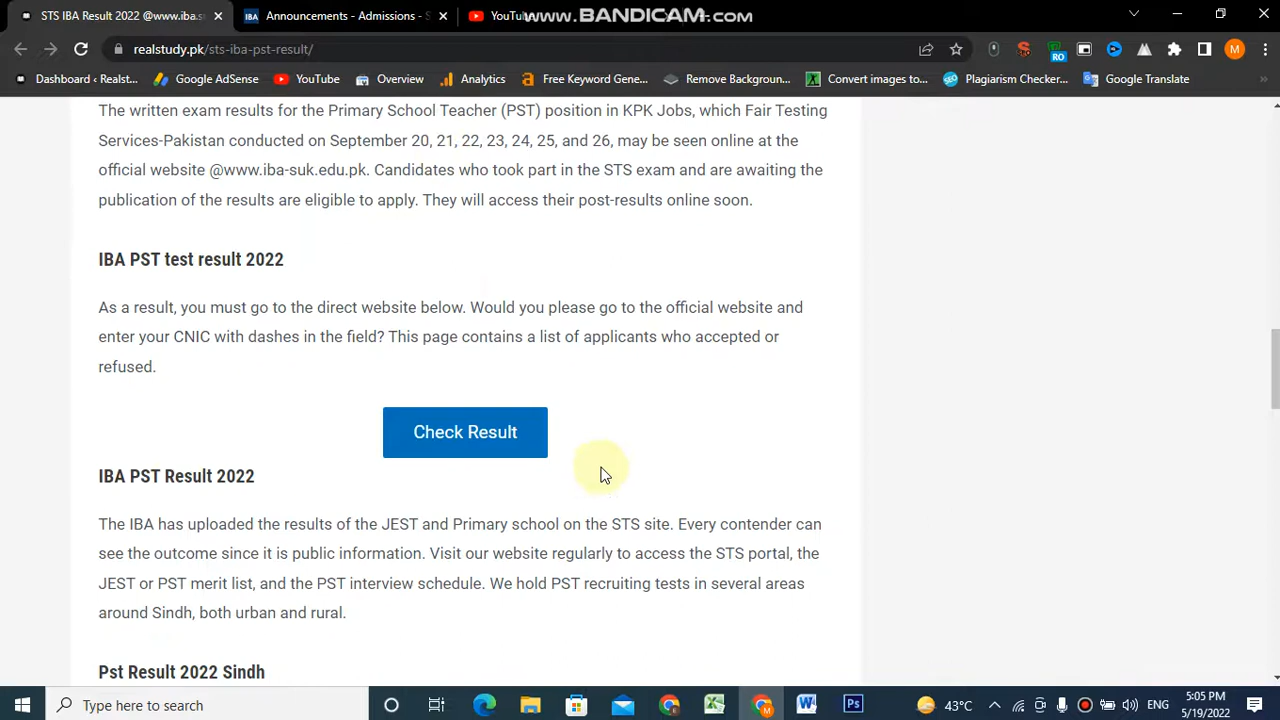 STS IBA Result 2022 @www.iba.s
IBA Announcements - Admissions - S
YouTube
www.BANDICAM.com
realstudy.pk/sts-iba-pst-result/
RO
M
Dashboard ‹ Realst...
Google AdSense
YouTube
Overview
Analytics
Free Keyword Gene...
Remove Backgroun...
Convert images to...
SEO Plagiarism Checker...
Google Translate
»
The written exam results for the Primary School Teacher (PST) position in KPK Jobs, which Fair Testing
Services-Pakistan conducted on September 20, 21, 22, 23, 24, 25, and 26, may be seen online at the
official website @www.iba-suk.edu.pk. Candidates who took part in the STS exam and are awaiting the
publication of the results are eligible to apply. They will access their post-results online soon.
IBA PST test result 2022
As a result, you must go to the direct website below. Would you please go to the official website and
enter your CNIC with dashes in the field? This page contains a list of applicants who accepted or
refused.
Check Result
IBA PST Result 2022
The IBA has uploaded the results of the JEST and Primary school on the STS site. Every contender can
see the outcome since it is public information. Visit our website regularly to access the STS portal, the
JEST or PST merit list, and the PST interview schedule. We hold PST recruiting tests in several areas
around Sindh, both urban and rural.
Pst Result 2022 Sindh
Type here to search
43°C
ENG
5:05 PM
5/19/2022